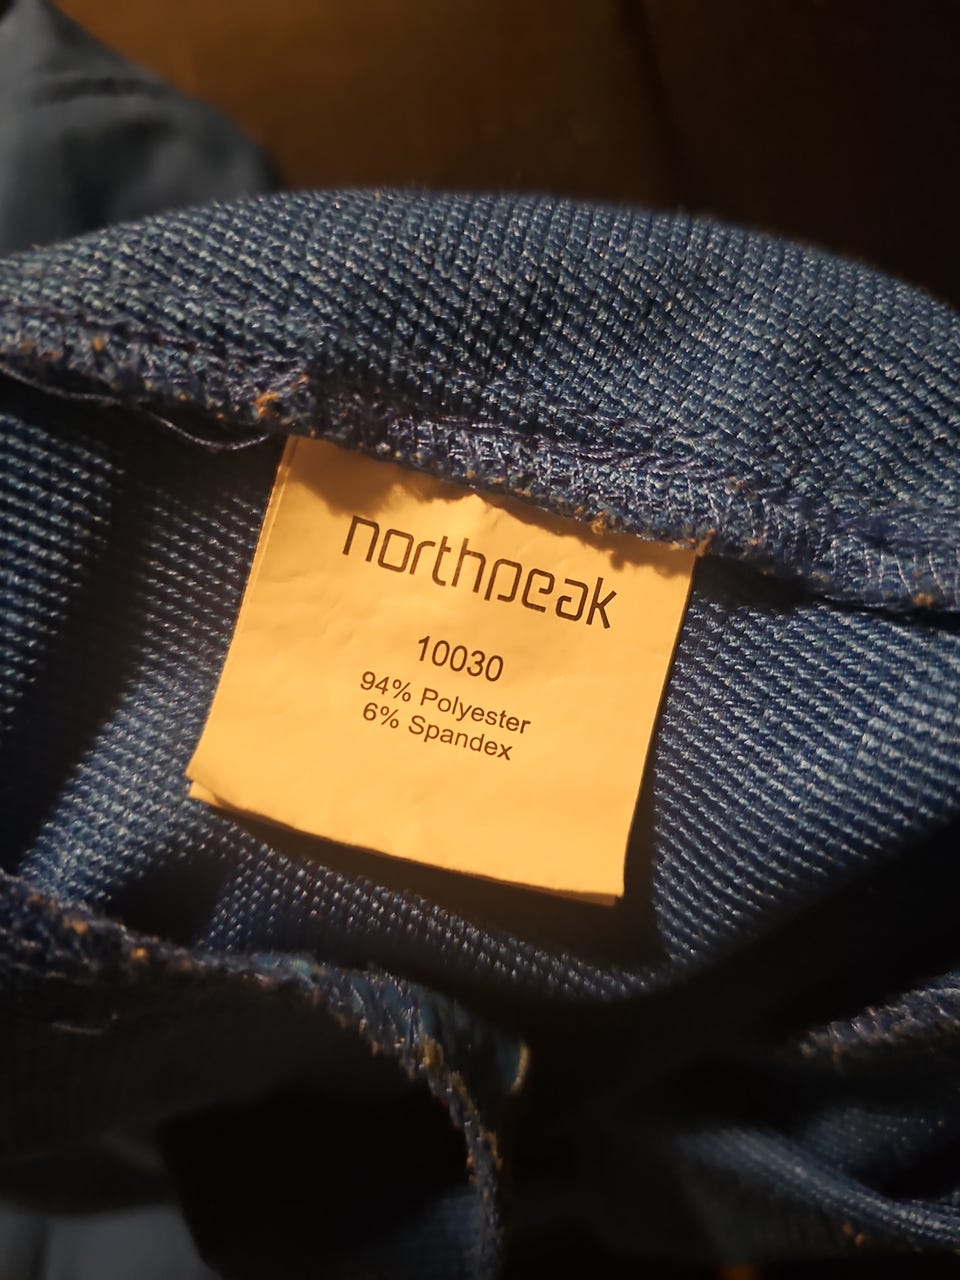 northpeak
10030
94% Polyester
6% Spandex